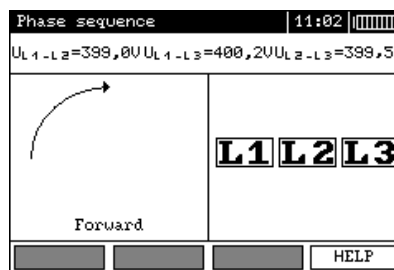 Phase sequence 11:02
UL1-L2=399,0V UL1-L3=400,2V UL2-L3=399,5
L1 L2 L3
Forward
HELP